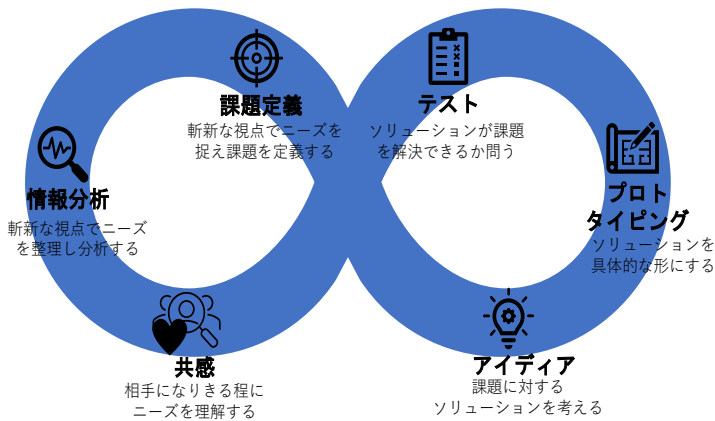 課題定義
斬新な視点でニーズを
捉え課題を定義する
テスト
ソリューションが課題
を解決できるか問う
情報分析
斬新な視点でニーズ
を整理し分析する
プロト
タイピング
ソリューションを
具体的な形にする
共感
相手になりきる程に
ニーズを理解する
アイディア
課題に対する
ソリューションを考える